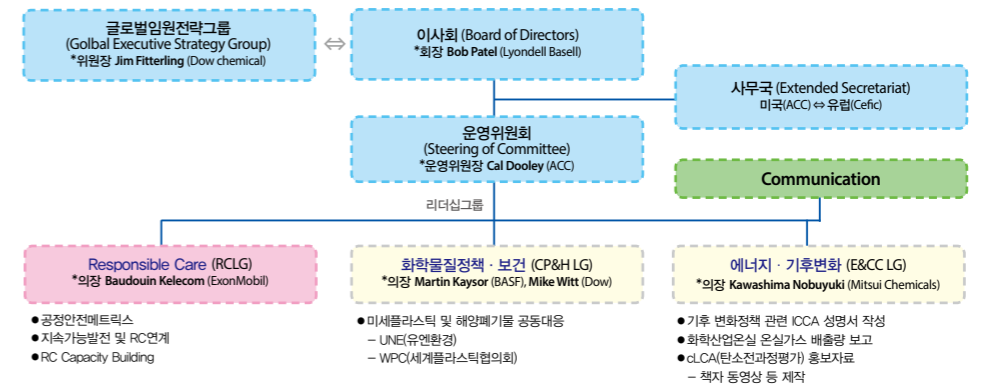 글로벌임원전략그룹
(Golbal Executive Strategy Group)
*위원장 Jim Fitterling (Dow chemical)
⇔
이사회 (Board of Directors)
*회장 Bob Patel (Lyondell Basell)
사무국 (Extended Secretariat)
미국(ACC) ⇔ 유럽(Cefic)
운영위원회
(Steering of Committee)
*운영위원장 Cal Dooley (ACC)
Communication
리더십그룹
Responsible Care (RCLG)
*의장 Baudouin Kelecom (ExonMobil)
● 공정안전메트릭스
● 지속가능발전 및 RC연계
● RC Capacity Building
화학물질정책 · 보건 (CP&H LG)
*의장 Martin Kaysor (BASF), Mike Witt (Dow)
● 미세플라스틱 및 해양폐기물 공동대응
– UNE(유엔환경)
– WPC(세계플라스틱협의회)
에너지 · 기후변화 (E&CC LG)
*의장 Kawashima Nobuyuki (Mitsui Chemicals)
● 기후 변화정책 관련 ICCA 성명서 작성
● 화학산업온실 온실가스 배출량 보고
● cLCA(탄소전과정평가) 홍보자료
– 책자 동영상 등 제작